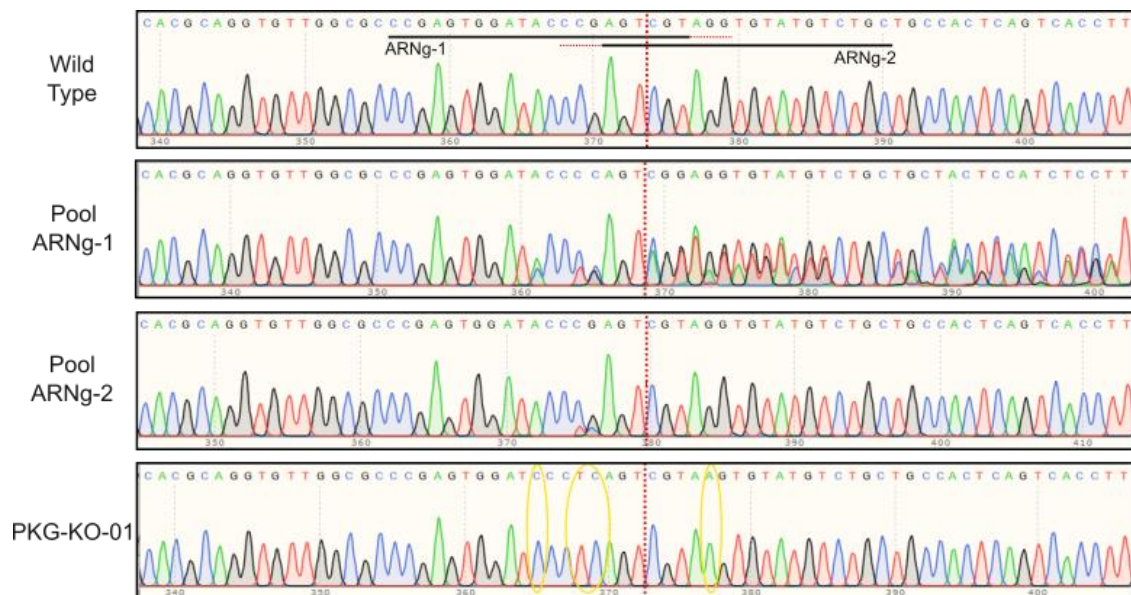 CACGCAGGTGTTGGCGCCCGAGTGGATACCCGAGTCGTAGGTGTATGTCTGCTGCCACTCAGTCACCTT
ARNg-1
ARNg-2
Wild
Type
340 350 360 370 380 390 400
CACGCAGGTGTTGGCGCCCGAGTGGATACCCCAGTCGGAGGTGTATGTCTGCTGCTACTCCATCTCCTT
Pool
ARNg-1
340 350 360 370 380 390 400
CACGCAGGTGTTGGCGCCCGAGTGGATACCCGAGTCGTAGGTGTATGTCTGCTGCCACTCAGTCACCTT
Pool
ARNg-2
350 360 370 380 390 400 410
CACGCAGGTGTTGGCGCCCGAGTGGATCCCTCAGTCGTAAGTGTATGTCTGCTGCCACTCAGTCACCTT
PKG-KO-01
340 350 360 370 380 390 400